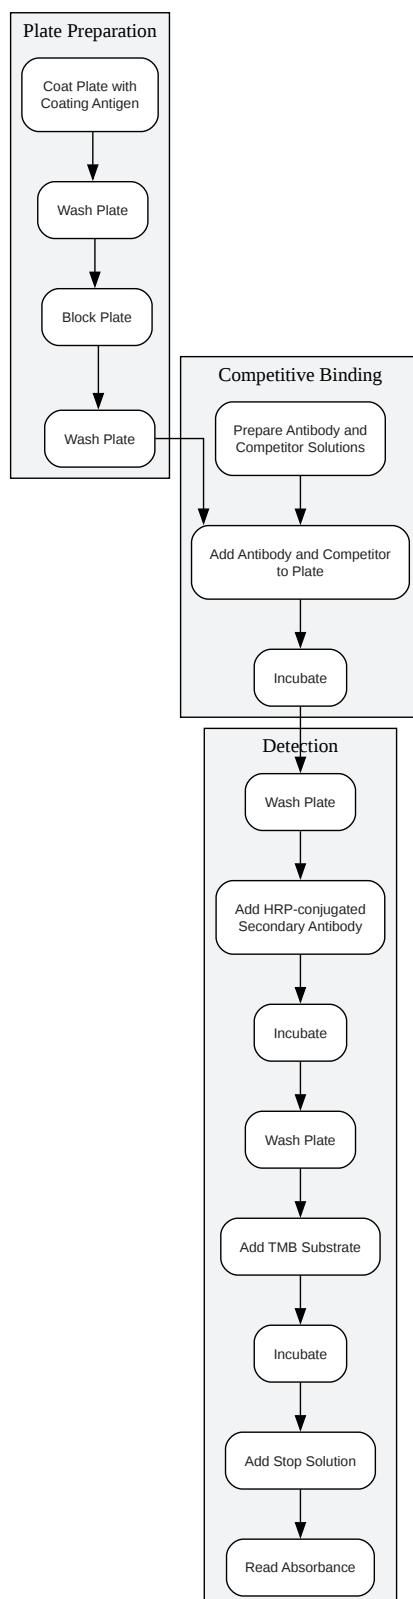 Plate Preparation
Coat Plate with
Coating Antigen
Wash Plate
Block Plate
Wash Plate
Competitive Binding
Prepare Antibody and
Competitor Solutions
Add Antibody and Competitor
to Plate
Incubate
Detection
Wash Plate
Add HRP-conjugated
Secondary Antibody
Incubate
Wash Plate
Add TMB Substrate
Incubate
Add Stop Solution
Read Absorbance